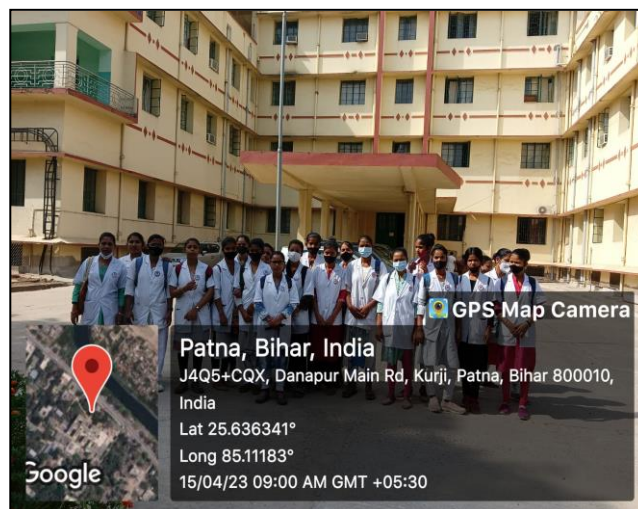 GPS Map Camera
Patna, Bihar, India
J4Q5+CQX, Danapur Main Rd, Kurji, Patna, Bihar 800010,
India
Lat 25.636341°
Long 85.11183°
15/04/23 09:00 AM GMT +05:30
Google